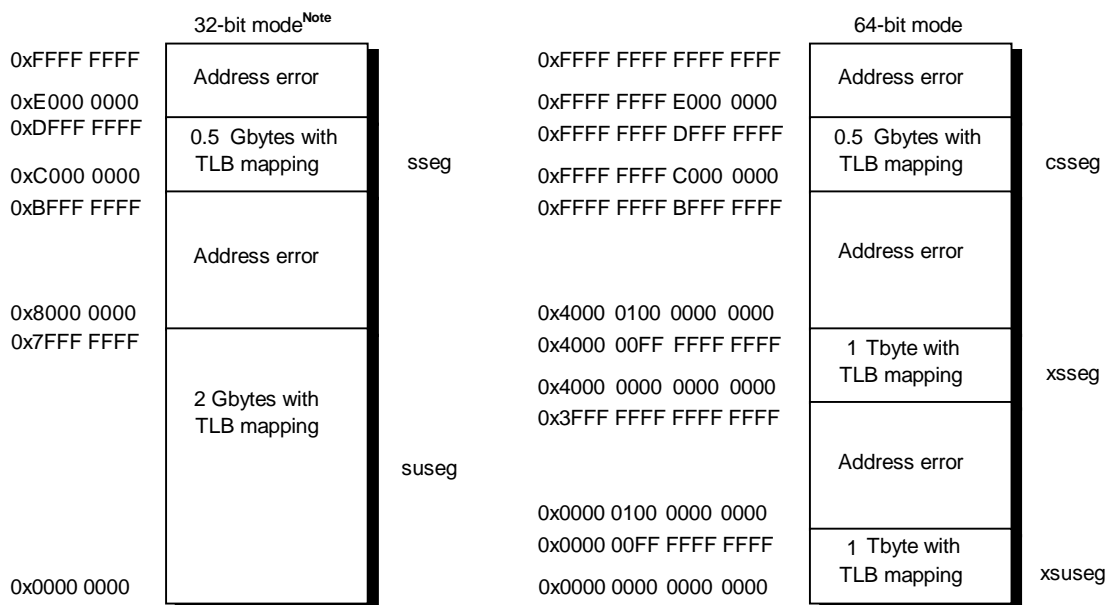 32-bit mode^Note
0xFFFF FFFF
Address error
0xE000 0000
0xDFFF FFFF
0.5 Gbytes with
TLB mapping
sseg
0xC000 0000
0xBFFF FFFF
Address error
0x8000 0000
0x7FFF FFFF
2 Gbytes with
TLB mapping
suseg
0x0000 0000
64-bit mode
0xFFFF FFFF FFFF FFFF
Address error
0xFFFF FFFF E000 0000
0xFFFF FFFF DFFF FFFF
0.5 Gbytes with
TLB mapping
csseg
0xFFFF FFFF C000 0000
0xFFFF FFFF BFFF FFFF
Address error
0x4000 0100 0000 0000
0x4000 00FF FFFF FFFF
1 Tbyte with
TLB mapping
xsseg
0x4000 0000 0000 0000
0x3FFF FFFF FFFF FFFF
Address error
0x0000 0100 0000 0000
0x0000 00FF FFFF FFFF
1 Tbyte with
TLB mapping
xsuseg
0x0000 0000 0000 0000